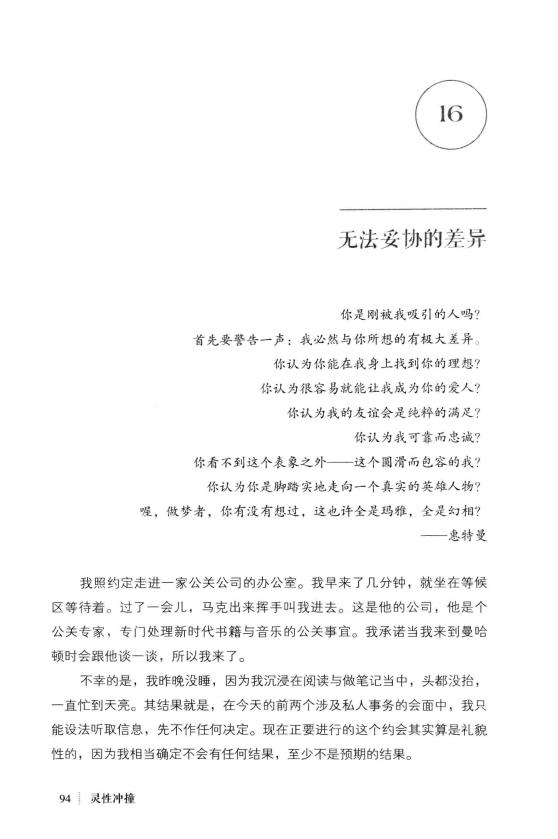 16
无法妥协的差异
你是刚被我吸引的人吗?
首先要警告一声:我必然与你所想的有极大差异。
你认为你能在我身上找到你的理想?
你认为很容易就能让我成为你的爱人?
你认为我的友谊会是纯粹的满足?
你认为我可靠而忠诚?
你看不到这个表象之外——这个圆滑而包容的我?
你认为你是脚踏实地走向一个真实的英雄人物?
喔,做梦者,你有没有想过,这也许全是玛雅,全是幻相?
——惠特曼
我照约定走进一家公关公司的办公室。我早来了几分钟,就坐在等候
区等待着。过了一会儿,马克出来挥手叫我进去。这是他的公司,他是个
公关专家,专门处理新时代书籍与音乐的公关事宜。我承诺当我来到曼哈
顿时会跟他谈一谈,所以我来了。
不幸的是,我昨晚没睡,因为我沉浸在阅读与做笔记当中,头都没抬,
一直忙到天亮。其结果就是,在今天的前两个涉及私人事务的会面中,我只
能设法听取信息,先不作任何决定。现在正要进行的这个约会其实算是礼貌
性的,因为我相当确定不会有任何结果,至少不是预期的结果。
94 灵性冲撞